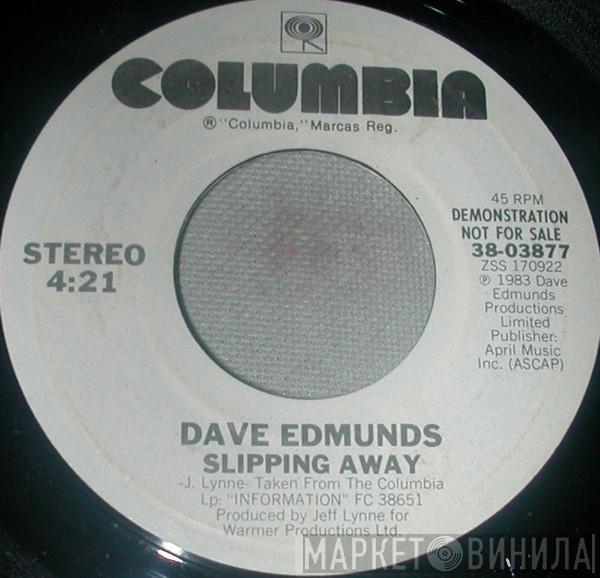 COLUMBIA
® "Columbia," Marcas Reg.
STEREO
4:21
45 RPM
DEMONSTRATION
NOT FOR SALE
38-03877
ZSS 170922
℗ 1983 Dave
Edmunds
Productions
Limited
Publisher:
April Music
Inc. (ASCAP)
DAVE EDMUNDS
SLIPPING AWAY
-J. Lynne- Taken From The Columbia
Lp: "INFORMATION" FC 38651
Produced by Jeff Lynne for
Warmer Productions Ltd.
МАРКЕТ ВИНИЛА